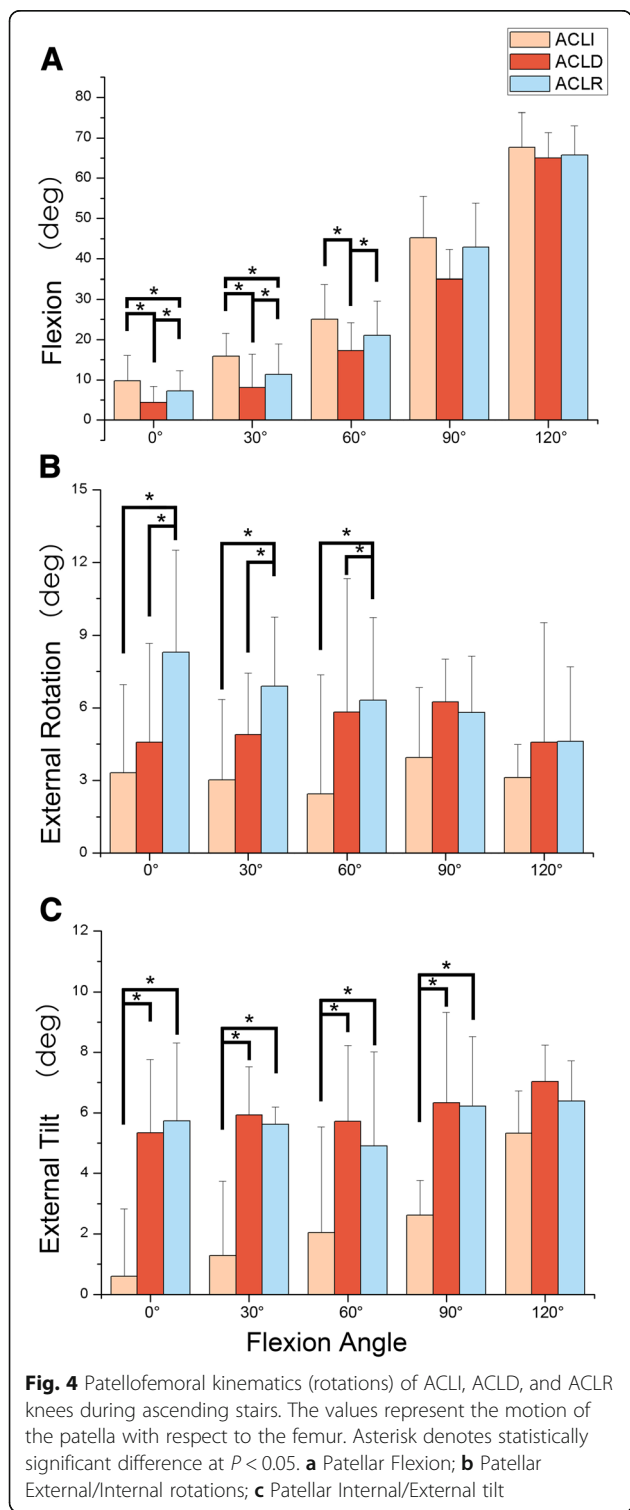 A
ACLI
ACLD
ACLR
Flexion (deg)
80
70
60
50
40
30
20
10
0
* * *
* * *
* *
0° 30° 60° 90° 120°
B
External Rotation (deg)
15
12
9
6
3
0
* *
* *
* *
0° 30° 60° 90° 120°
C
External Tilt (deg)
12
10
8
6
4
2
0
* *
* *
* *
* *
0° 30° 60° 90° 120°
Flexion Angle
Fig. 4 Patellofemoral kinematics (rotations) of ACLI, ACLD, and ACLR
knees during ascending stairs. The values represent the motion of
the patella with respect to the femur. Asterisk denotes statistically
significant difference at P < 0.05. a Patellar Flexion; b Patellar
External/Internal rotations; c Patellar Internal/External tilt